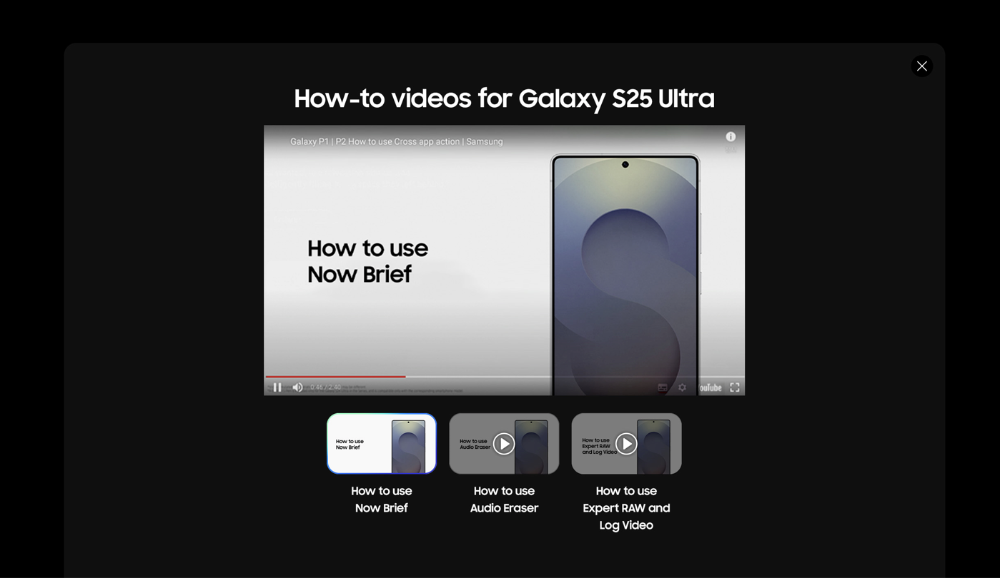 How-to videos for Galaxy S25 Ultra
Galaxy P1 | P2 How to use Cross app action | Samsung
How to use
Now Brief
0:46 / 2:40
ouTube
How to use
Now Brief
How to use
Audio Eraser
How to use
Expert RAW
and Log Video
How to use
Now Brief
How to use
Audio Eraser
How to use
Expert RAW and
Log Video